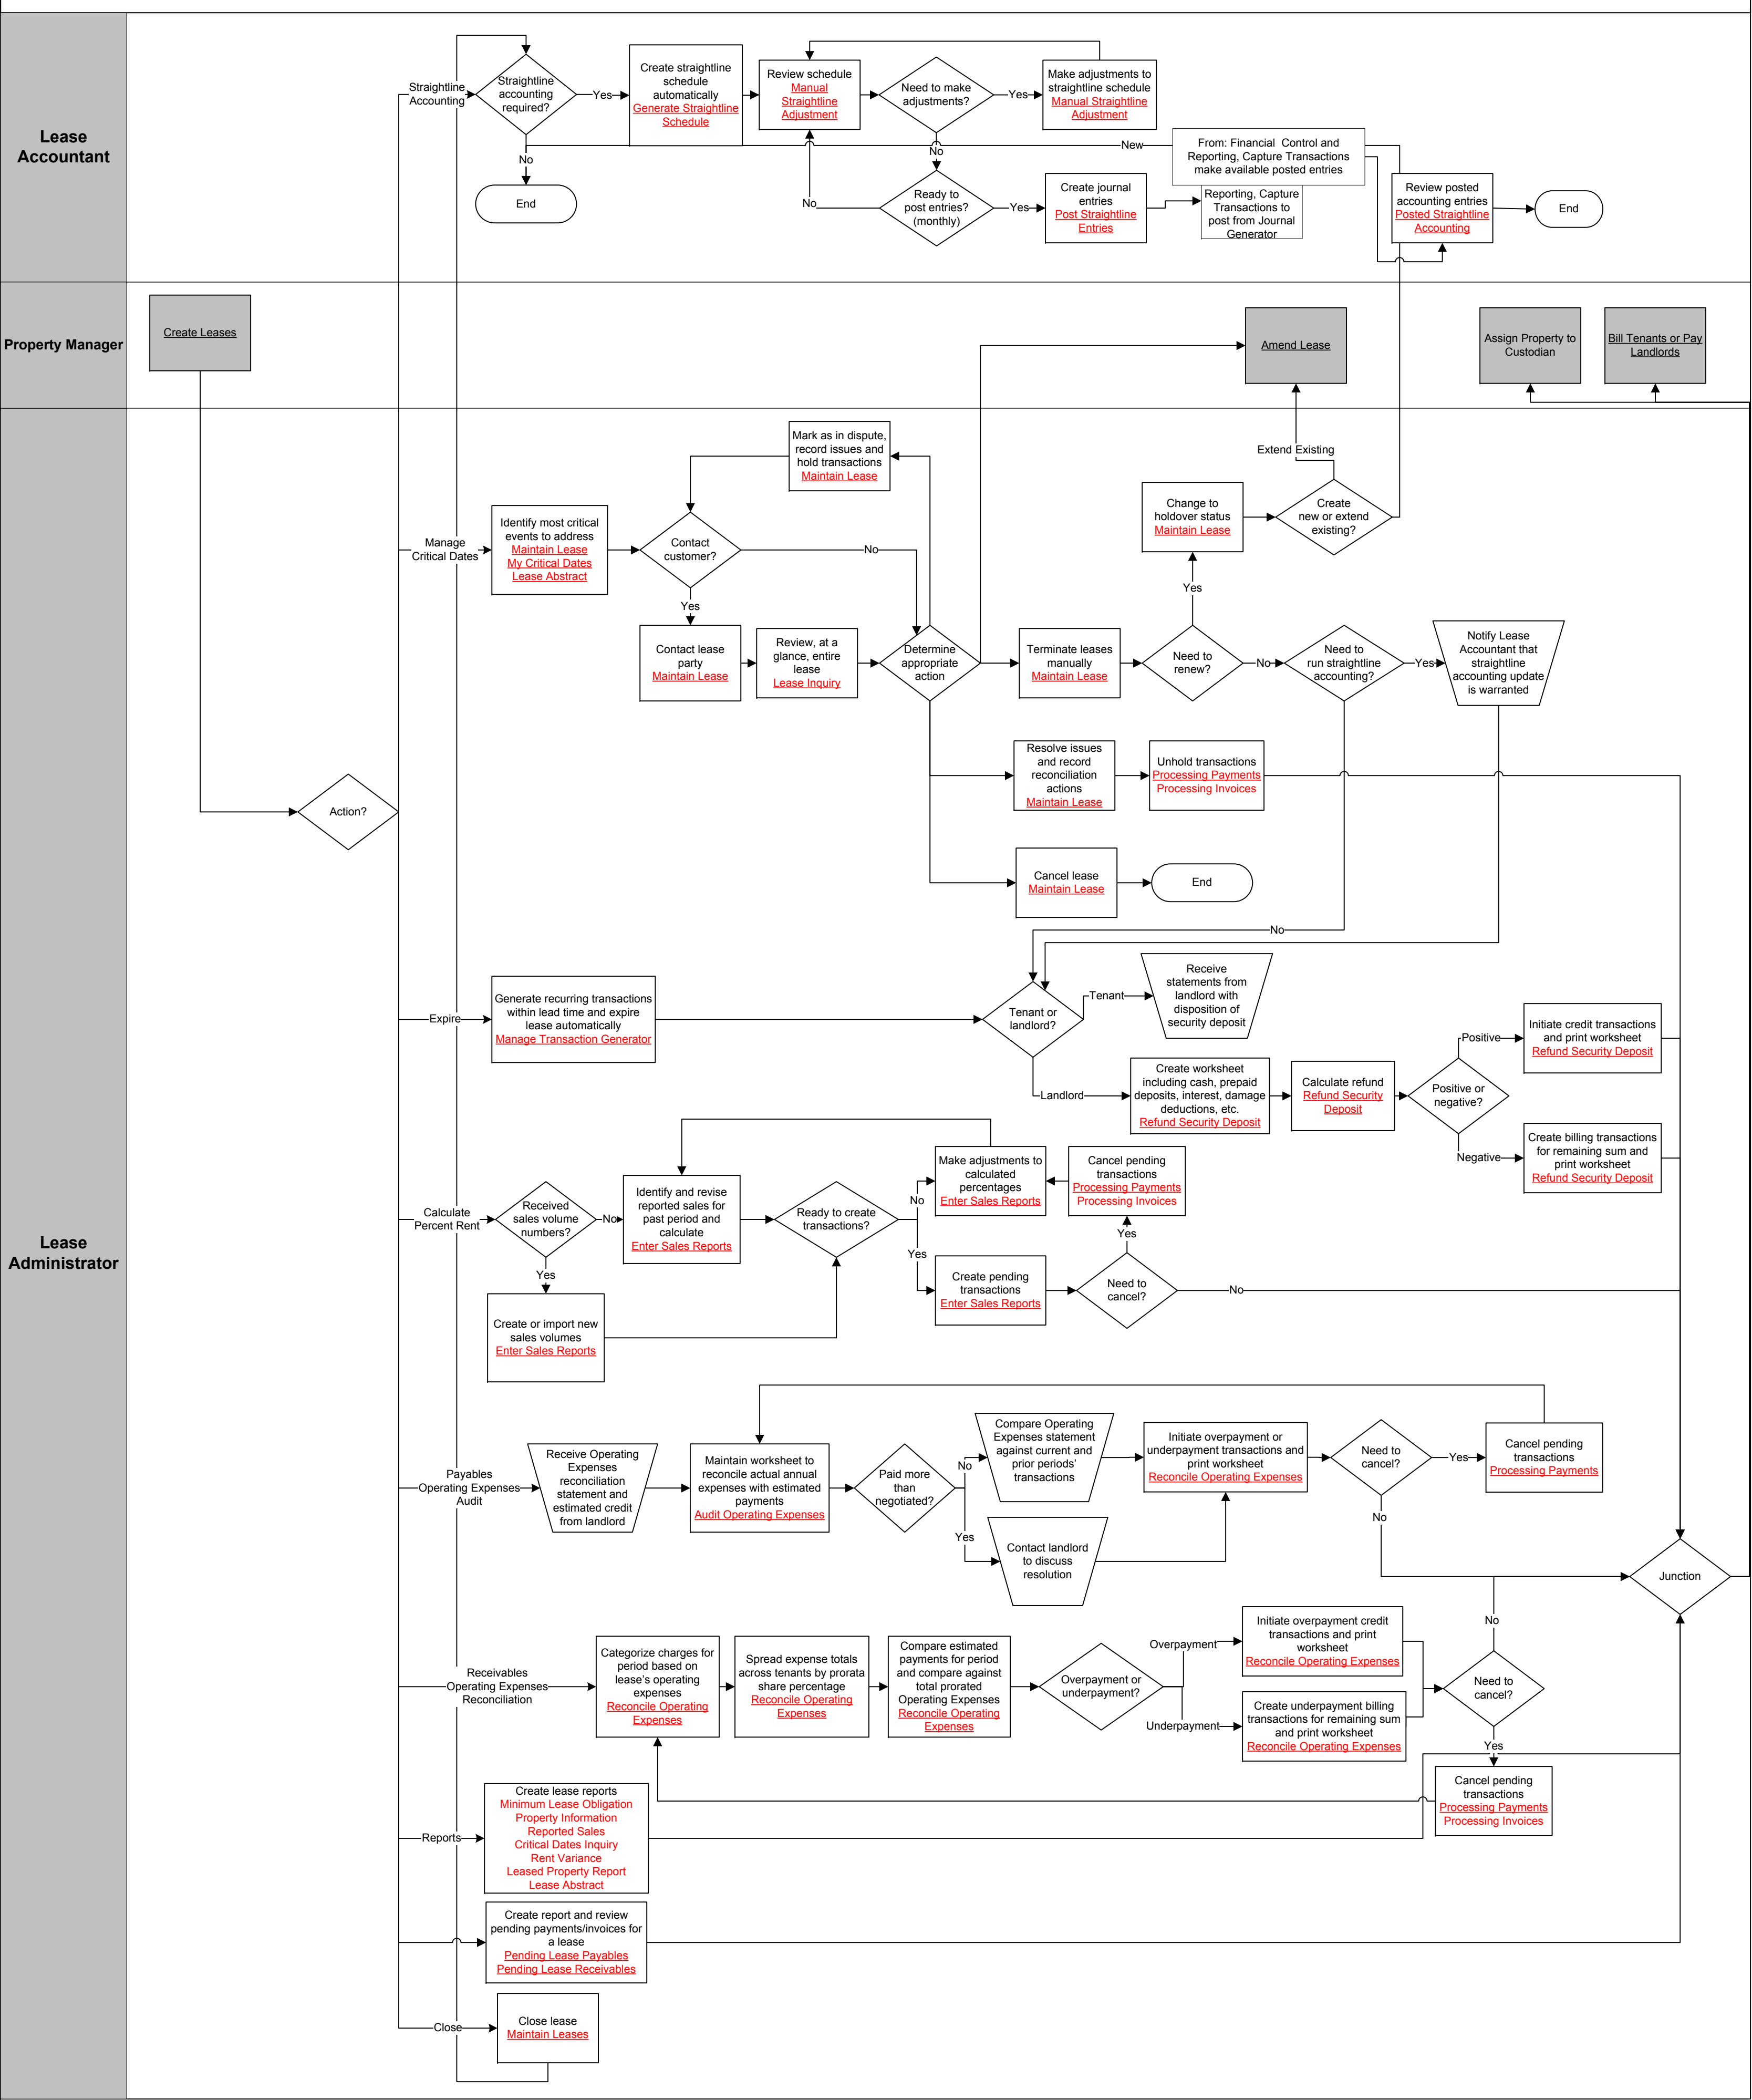 Lease
Accountant
Straightline
Accounting
Straightline
accounting
required?
Yes
No
End
Create straightline
schedule
automatically
Generate Straightline
Schedule
Review schedule
Manual
Straightline
Adjustment
Need to make
adjustments?
Yes
Make adjustments to
straightline schedule
Manual Straightline
Adjustment
No
New
Ready to
post entries?
(monthly)
No
Yes
Create journal
entries
Post Straightline
Entries
From: Financial Control and
Reporting, Capture Transactions
make available posted entries
Reporting, Capture
Transactions to
post from Journal
Generator
Review posted
accounting entries
Posted Straightline
Accounting
End
Property Manager
Create Leases
Amend Lease
Assign Property to
Custodian
Bill Tenants or Pay
Landlords
Lease
Administrator
Action?
Manage
Critical Dates
Identify most critical
events to address
Maintain Lease
My Critical Dates
Lease Abstract
Mark as in dispute,
record issues and
hold transactions
Maintain Lease
Contact
customer?
No
Yes
Contact lease
party
Maintain Lease
Review, at a
glance, entire
lease
Lease Inquiry
Determine
appropriate
action
Terminate leases
manually
Maintain Lease
Need to
renew?
Yes
Change to
holdover status
Maintain Lease
Create
new or extend
existing?
Extend Existing
No
Need to
run straightline
accounting?
Yes
Notify Lease
Accountant that
straightline
accounting update
is warranted
Resolve issues
and record
reconciliation
actions
Maintain Lease
Unhold transactions
Processing Payments
Processing Invoices
Cancel lease
Maintain Lease
End
No
Expire
Generate recurring transactions
within lead time and expire
lease automatically
Manage Transaction Generator
Tenant or
landlord?
Tenant
Receive
statements from
landlord with
disposition of
security deposit
Landlord
Create worksheet
including cash, prepaid
deposits, interest, damage
deductions, etc.
Refund Security Deposit
Calculate refund
Refund Security
Deposit
Positive or
negative?
Positive
Initiate credit transactions
and print worksheet
Refund Security Deposit
Negative
Create billing transactions
for remaining sum and
print worksheet
Refund Security Deposit
Calculate
Percent Rent
Received
sales volume
numbers?
No
Yes
Create or import new
sales volumes
Enter Sales Reports
Identify and revise
reported sales for
past period and
calculate
Enter Sales Reports
Ready to create
transactions?
No
Make adjustments to
calculated
percentages
Enter Sales Reports
Cancel pending
transactions
Processing Payments
Processing Invoices
Yes
Yes
Create pending
transactions
Enter Sales Reports
Need to
cancel?
No
Payables
Operating Expenses
Audit
Receive Operating
Expenses
reconciliation
statement and
estimated credit
from landlord
Maintain worksheet to
reconcile actual annual
expenses with estimated
payments
Audit Operating Expenses
Paid more
than
negotiated?
No
Compare Operating
Expenses statement
against current and
prior periods'
transactions
Yes
Contact landlord
to discuss
resolution
Initiate overpayment or
underpayment transactions and
print worksheet
Reconcile Operating Expenses
Need to
cancel?
Yes
Cancel pending
transactions
Processing Payments
No
Junction
Receivables
Operating Expenses
Reconciliation
Categorize charges for
period based on
lease's operating
expenses
Reconcile Operating
Expenses
Spread expense totals
across tenants by prorata
share percentage
Reconcile Operating
Expenses
Compare estimated
payments for period
and compare against
total prorated
Operating Expenses
Reconcile Operating
Expenses
Overpayment or
underpayment?
Overpayment
Initiate overpayment credit
transactions and print
worksheet
Reconcile Operating Expenses
Underpayment
Create underpayment billing
transactions for remaining sum
and print worksheet
Reconcile Operating Expenses
No
Need to
cancel?
Yes
Cancel pending
transactions
Processing Payments
Processing Invoices
Reports
Create lease reports
Minimum Lease Obligation
Property Information
Reported Sales
Critical Dates Inquiry
Rent Variance
Leased Property Report
Lease Abstract
Create report and review
pending payments/invoices for
a lease
Pending Lease Payables
Pending Lease Receivables
Close
Close lease
Maintain Leases